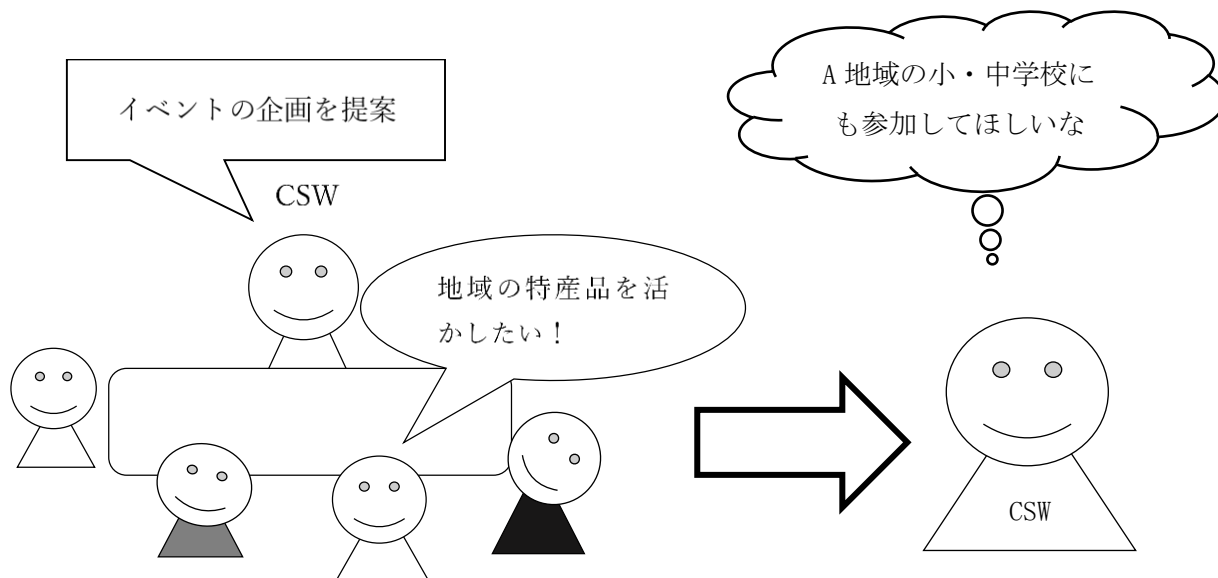 イベントの企画を提案
CSW
地域の特産品を活
かしたい！
A 地域の小・中学校に
も参加してほしいな
CSW